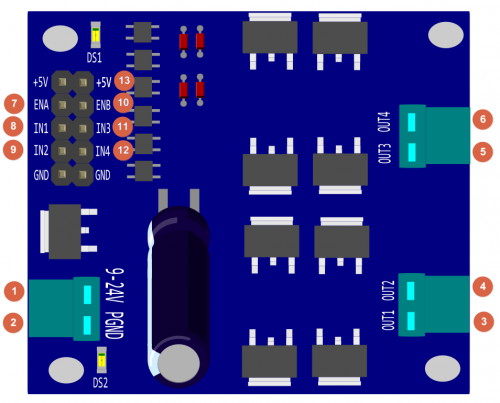 DS1
+5V +5V 13
7 ENA ENB 10
8 IN1 IN3 11
9 IN2 IN4 12
GND GND
OUT4 6
OUT3 5
1 9-24V
2 PGND
OUT2 4
OUT1 3
DS2